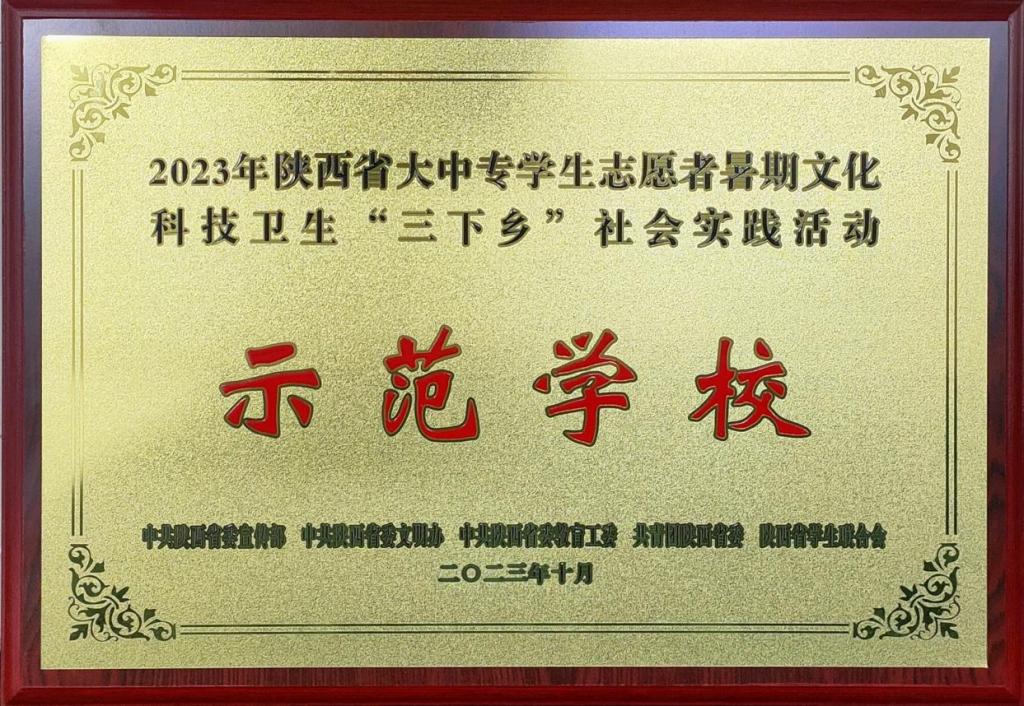 2023年陕西省大中专学生志愿者暑期文化
科技卫生“三下乡”社会实践活动
示范学校
中共陕西省委宣传部 中共陕西省委文明办 中共陕西省委教育工委 共青团陕西省委 陕西省学生联合会
二〇二三年十月